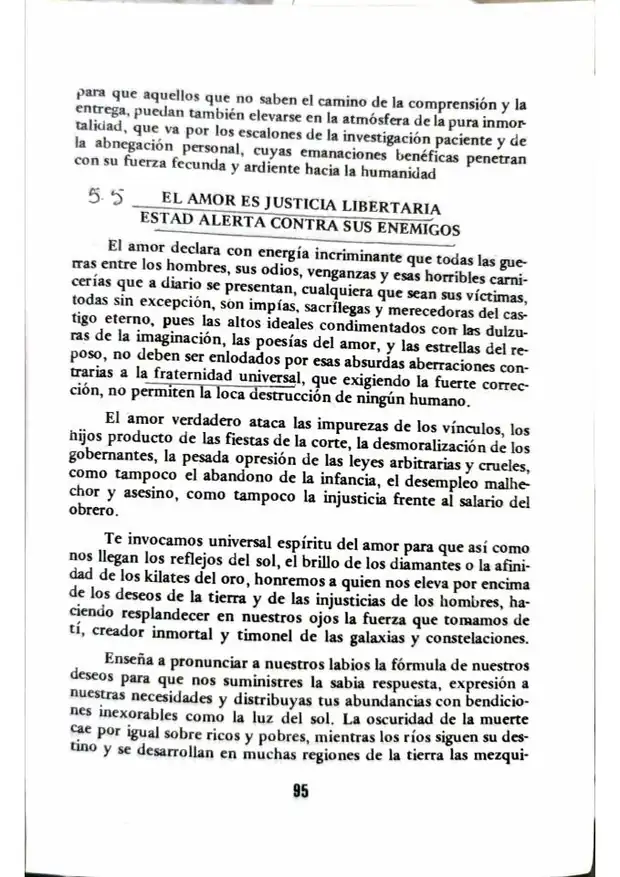 para que aquellos que no saben el camino de la comprensión y la
entrega, puedan también elevarse en la atmósfera de la pura inmor-
talidad, que va por los escalones de la investigación paciente y de
la abnegación personal, cuyas emanaciones benéficas penetran
con su fuerza fecunda y ardiente hacia la humanidad
5.5 EL AMOR ES JUSTICIA LIBERTARIA
ESTAD ALERTA CONTRA SUS ENEMIGOS
El amor declara con energía incriminante que todas las gue-
rras entre los hombres, sus odios, venganzas y esas horribles carni-
cerías que a diario se presentan, cualquiera que sean sus víctimas,
todas sin excepción, son impías, sacrílegas y merecedoras del cas-
tigo eterno, pues las altos ideales condimentados con las dulzu-
ras de la imaginación, las poesías del amor, y las estrellas del re-
poso, no deben ser enlodados por esas absurdas aberraciones con-
trarias a la fraternidad universal, que exigiendo la fuerte correc-
ción, no permiten la loca destrucción de ningún humano.
El amor verdadero ataca las impurezas de los vínculos, los
hijos producto de las fiestas de la corte, la desmoralización de los
gobernantes, la pesada opresión de las leyes arbitrarias y crueles,
como tampoco el abandono de la infancia, el desempleo malhe-
chor y asesino, como tampoco la injusticia frente al salario del
obrero.
Te invocamos universal espíritu del amor para que así como
nos llegan los reflejos del sol, el brillo de los diamantes o la afini-
dad de los kilates del oro, honremos a quien nos eleva por encima
de los deseos de la tierra y de las injusticias de los hombres, ha-
ciendo resplandecer en nuestros ojos la fuerza que tomamos de
tí, creador inmortal y timonel de las galaxias y constelaciones.
Enseña a pronunciar a nuestros labios la fórmula de nuestros
deseos para que nos suministres la sabia respuesta, expresión a
nuestras necesidades y distribuyas tus abundancias con bendicio-
nes inexorables como la luz del sol. La oscuridad de la muerte
cae por igual sobre ricos y pobres, mientras los ríos siguen su des-
tino y se desarrollan en muchas regiones de la tierra las mezqui-
95